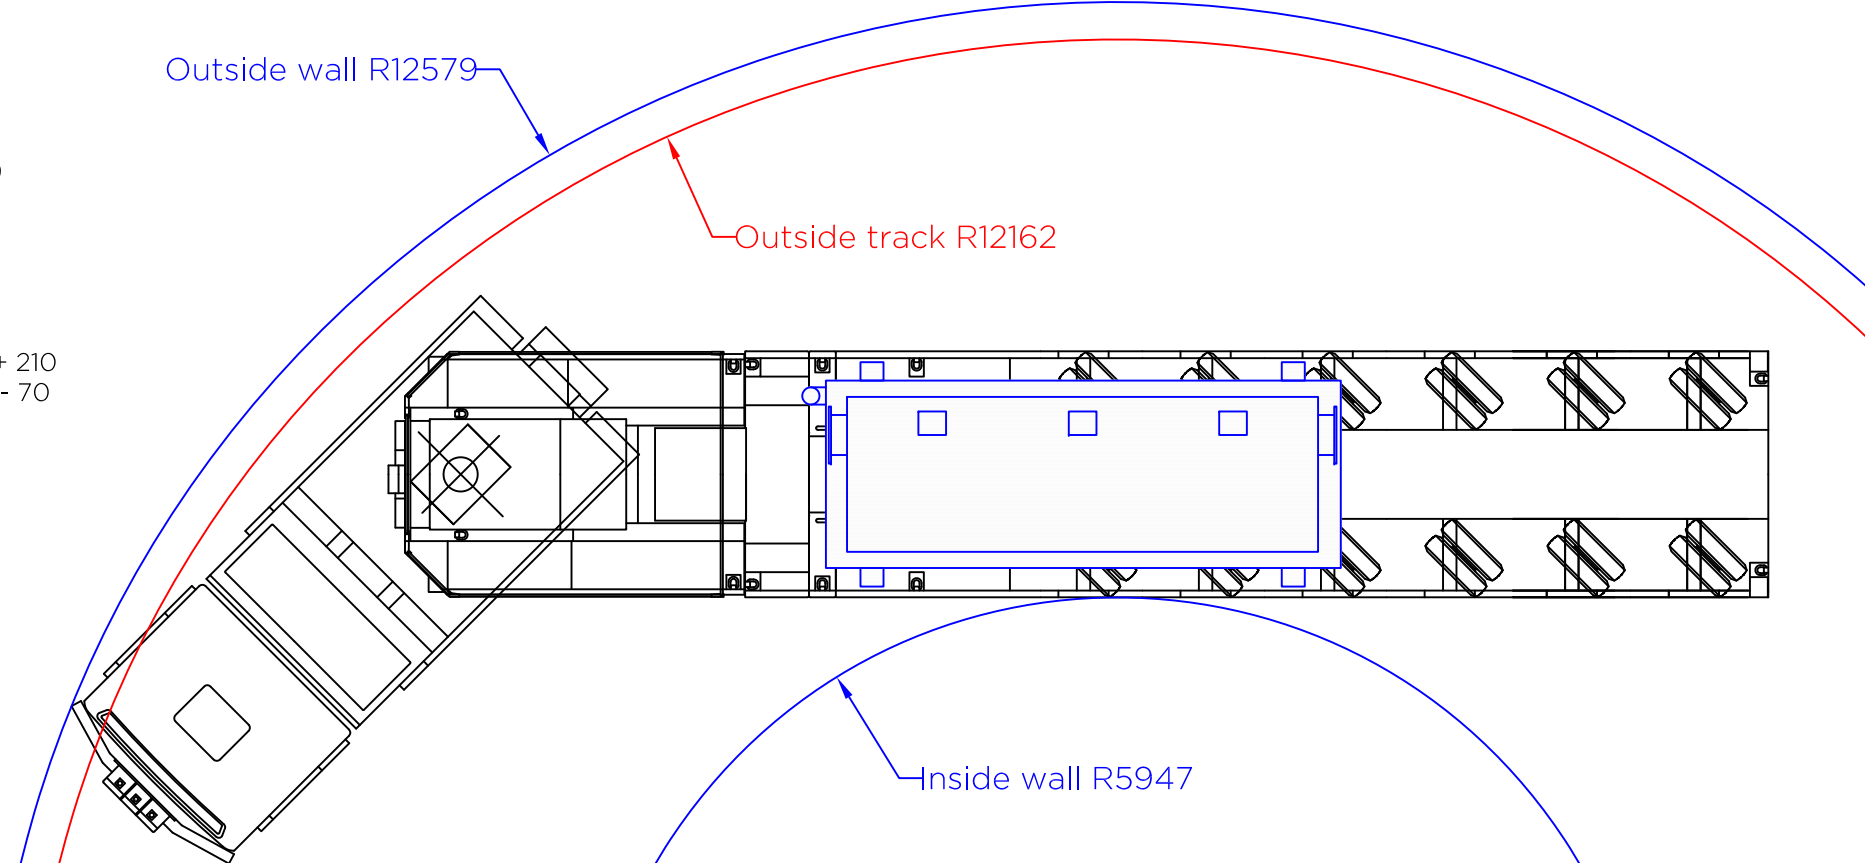 Outside wall R12579
Outside track R12162
+ 210
- 70
Inside wall R5947